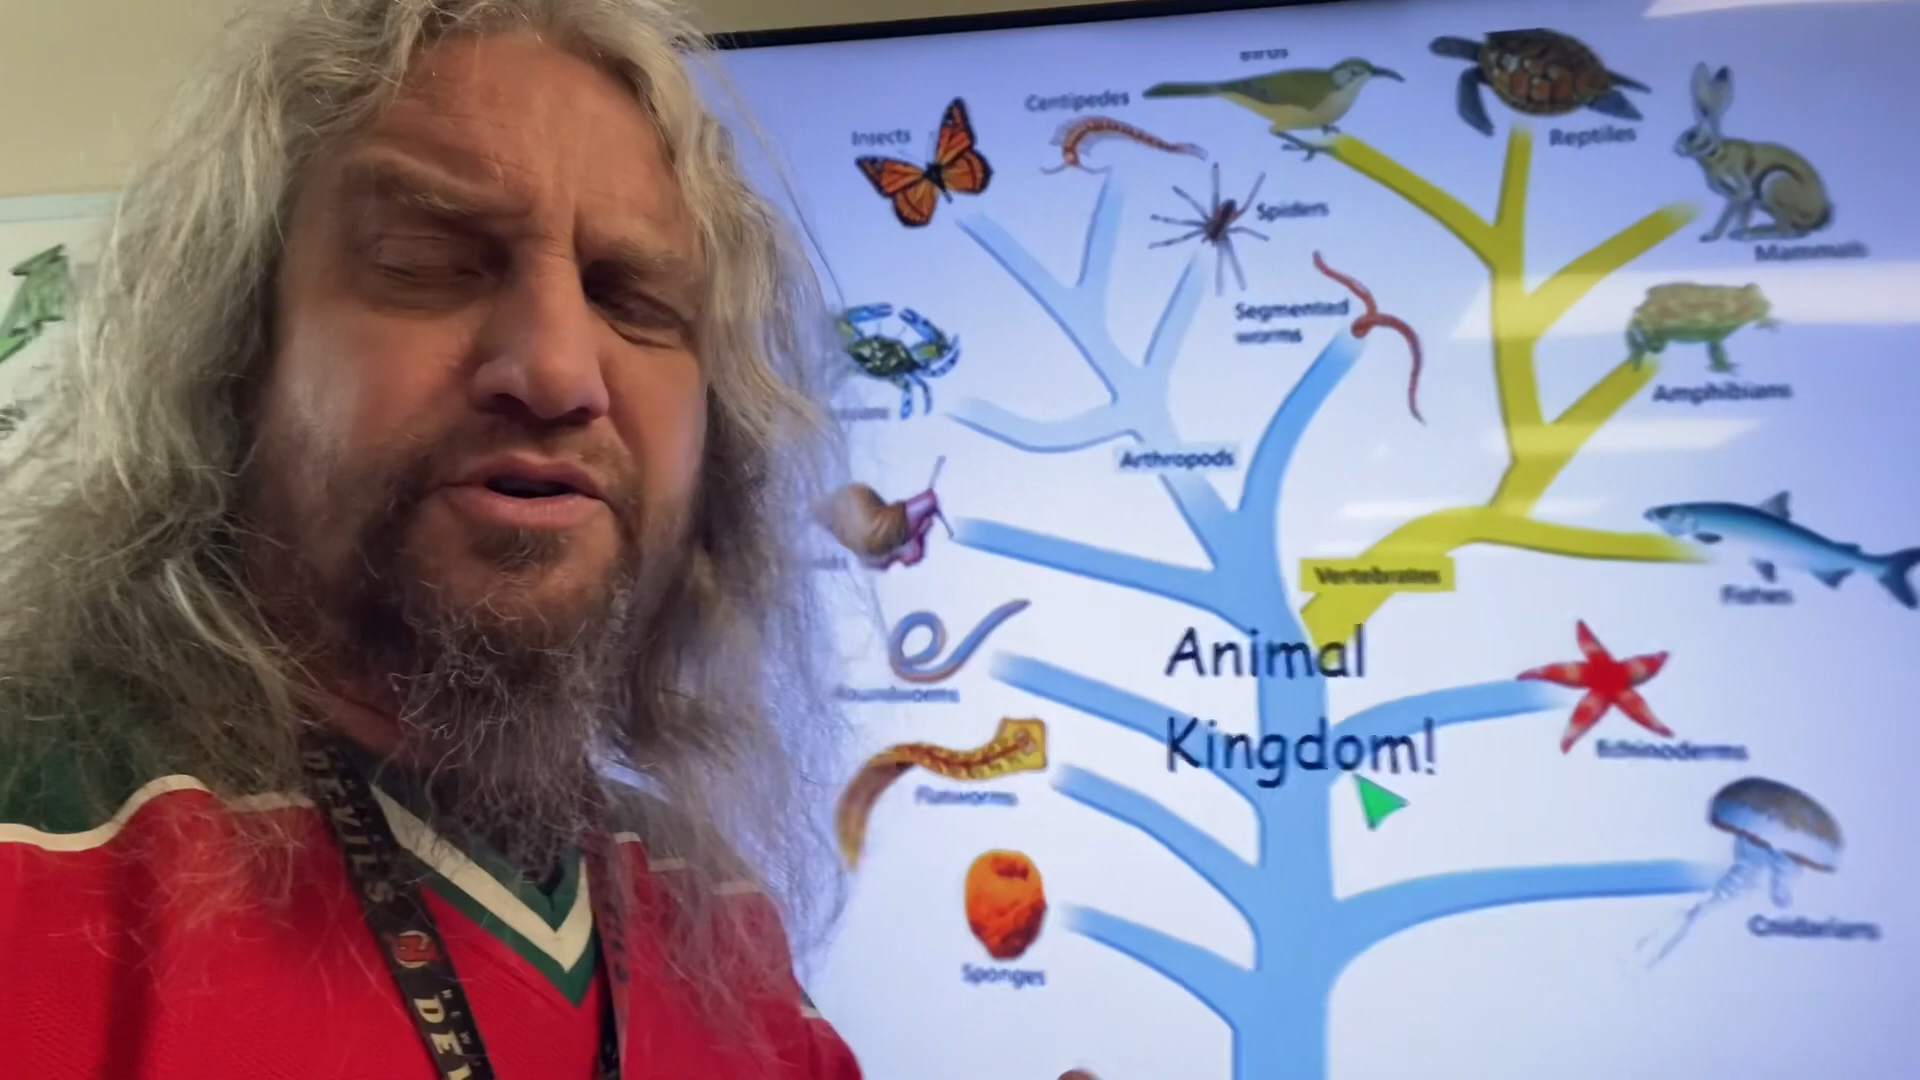 Birds
Centipedes
Insects
Reptiles
Spiders
Mammals
Segmented
worms
Amphibians
Arthropods
Vertebrates
Fishes
Animal
Kingdom!
Roundworms
Echinoderms
Flatworms
Cnidarians
Sponges
DEVILS